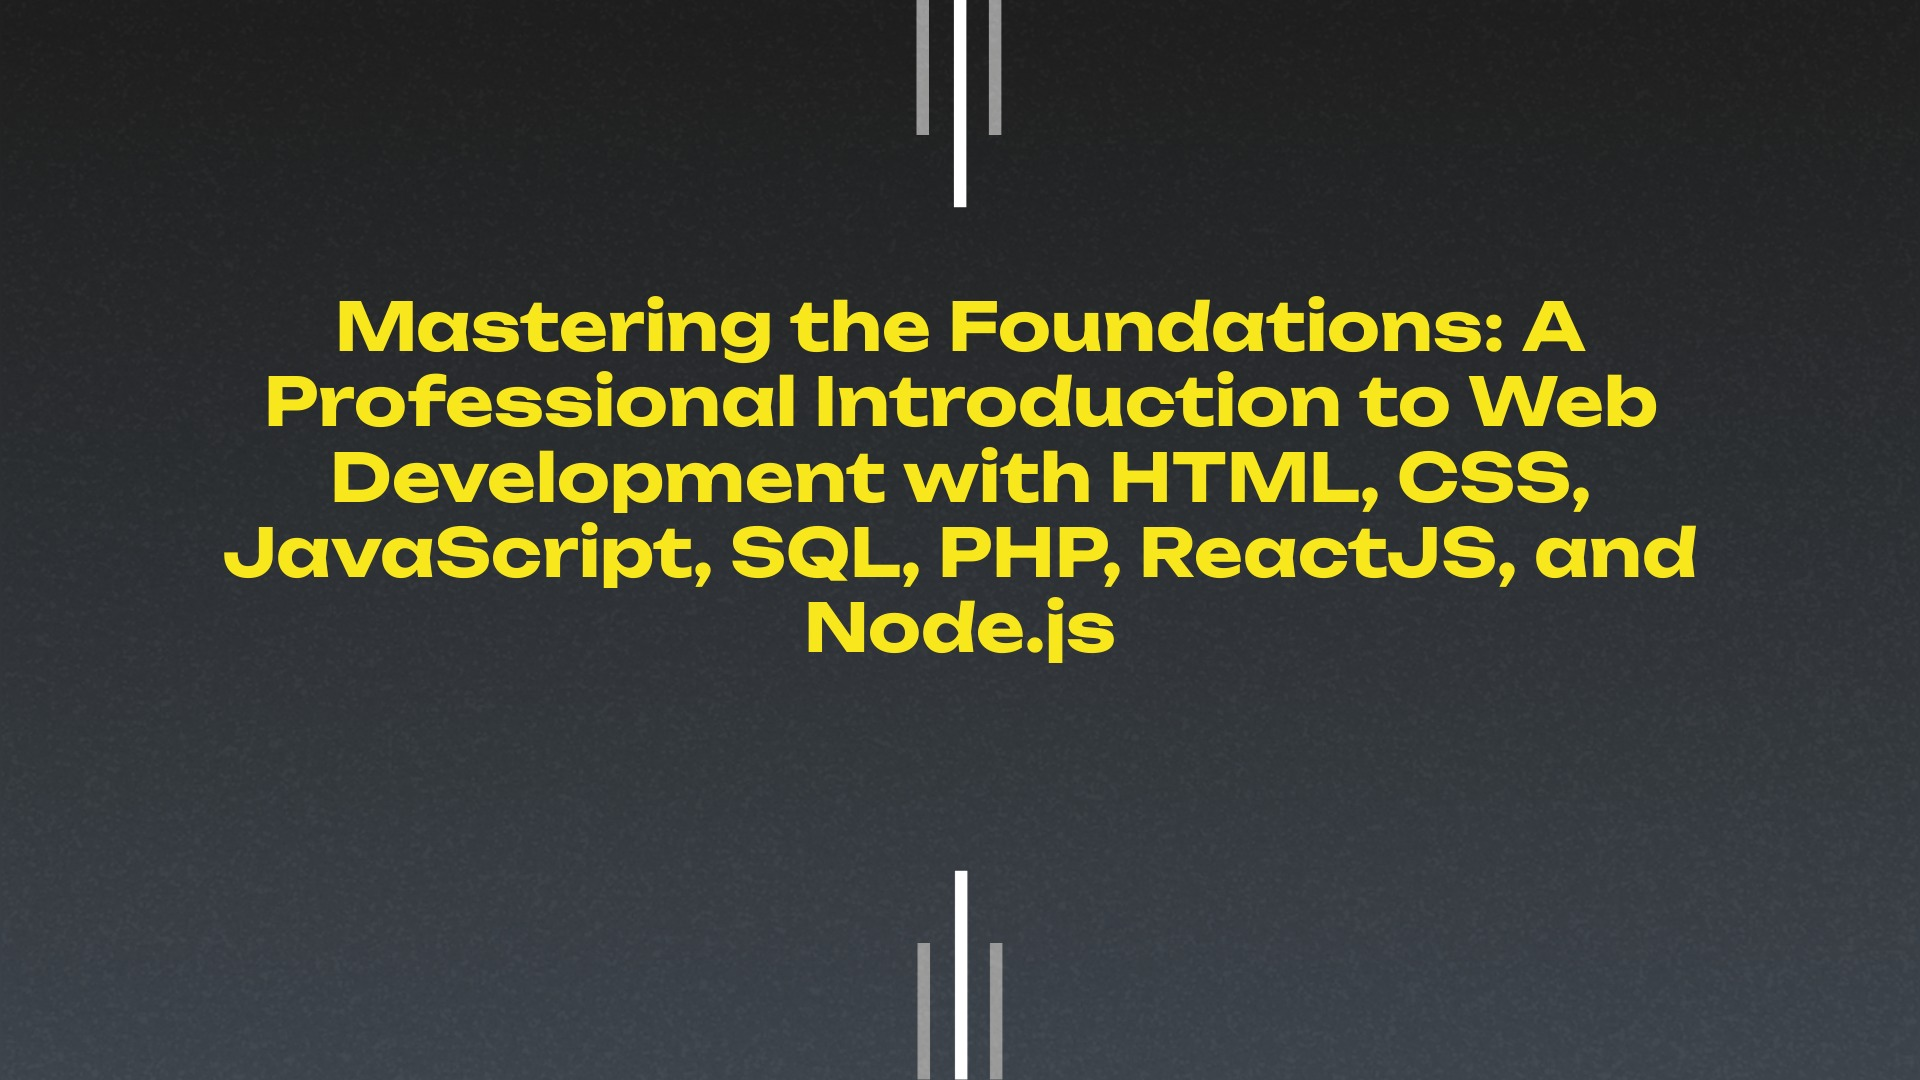 Mastering the Foundations: A
Professional Introduction to Web
Development with HTML, CSS,
JavaScript, SQL, PHP, ReactJS, and
Node.js